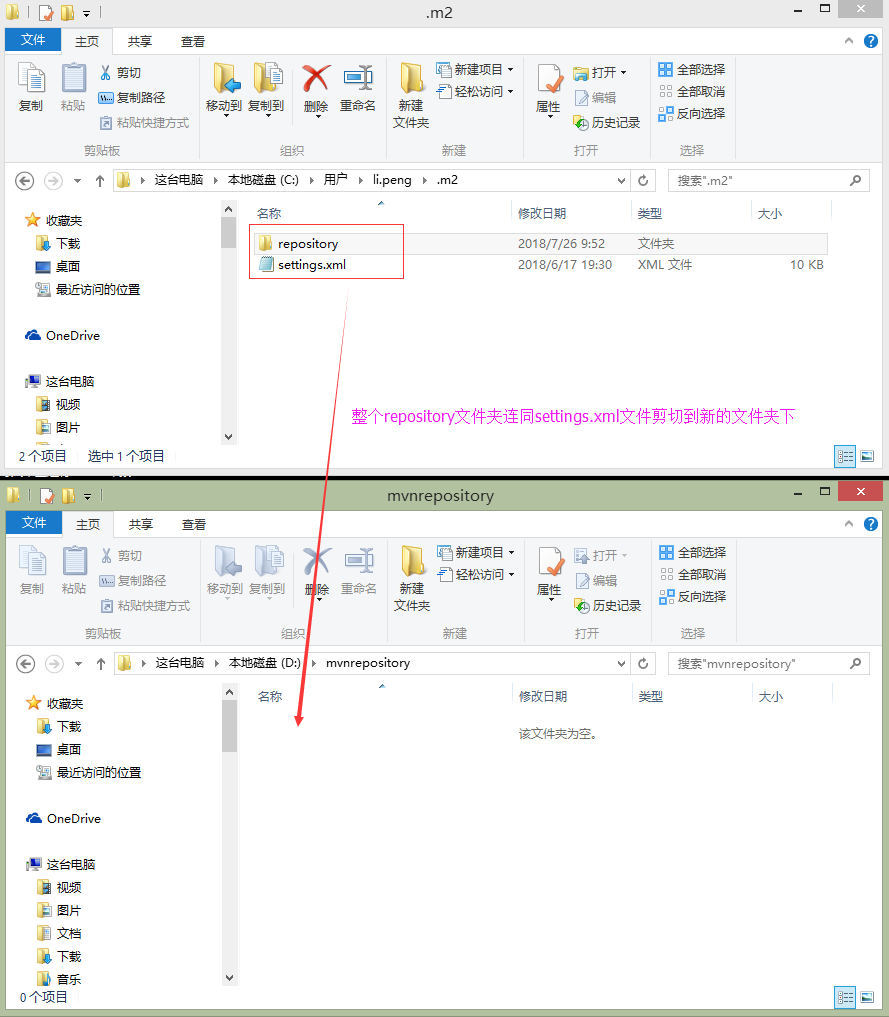 .m2
文件 主页 共享 查看
复制 粘贴 剪切 复制路径 粘贴快捷方式 移动到 复制到 删除 重命名 新建文件夹 新建项目 轻松访问 属性 打开 编辑 历史记录 全部选择 全部取消 反向选择
剪贴板 组织 新建 打开 选择
这台电脑 本地磁盘 (C:) 用户 li.peng .m2 搜索".m2"
名称 修改日期 类型 大小
收藏夹
下载
桌面
最近访问的位置
OneDrive
这台电脑
视频
图片
repository 2018/7/26 9:52 文件夹
settings.xml 2018/6/17 19:30 XML 文件 10 KB
整个repository文件夹连同settings.xml文件剪切到新的文件夹下
2 个项目 选中 1 个项目
mvnrepository
文件 主页 共享 查看
复制 粘贴 剪切 复制路径 粘贴快捷方式 移动到 复制到 删除 重命名 新建文件夹 新建项目 轻松访问 属性 打开 编辑 历史记录 全部选择 全部取消 反向选择
剪贴板 组织 新建 打开 选择
这台电脑 本地磁盘 (D:) mvnrepository 搜索"mvnrepository"
名称 修改日期 类型 大小
该文件夹为空。
收藏夹
下载
桌面
最近访问的位置
OneDrive
这台电脑
视频
图片
文档
下载
音乐
0 个项目